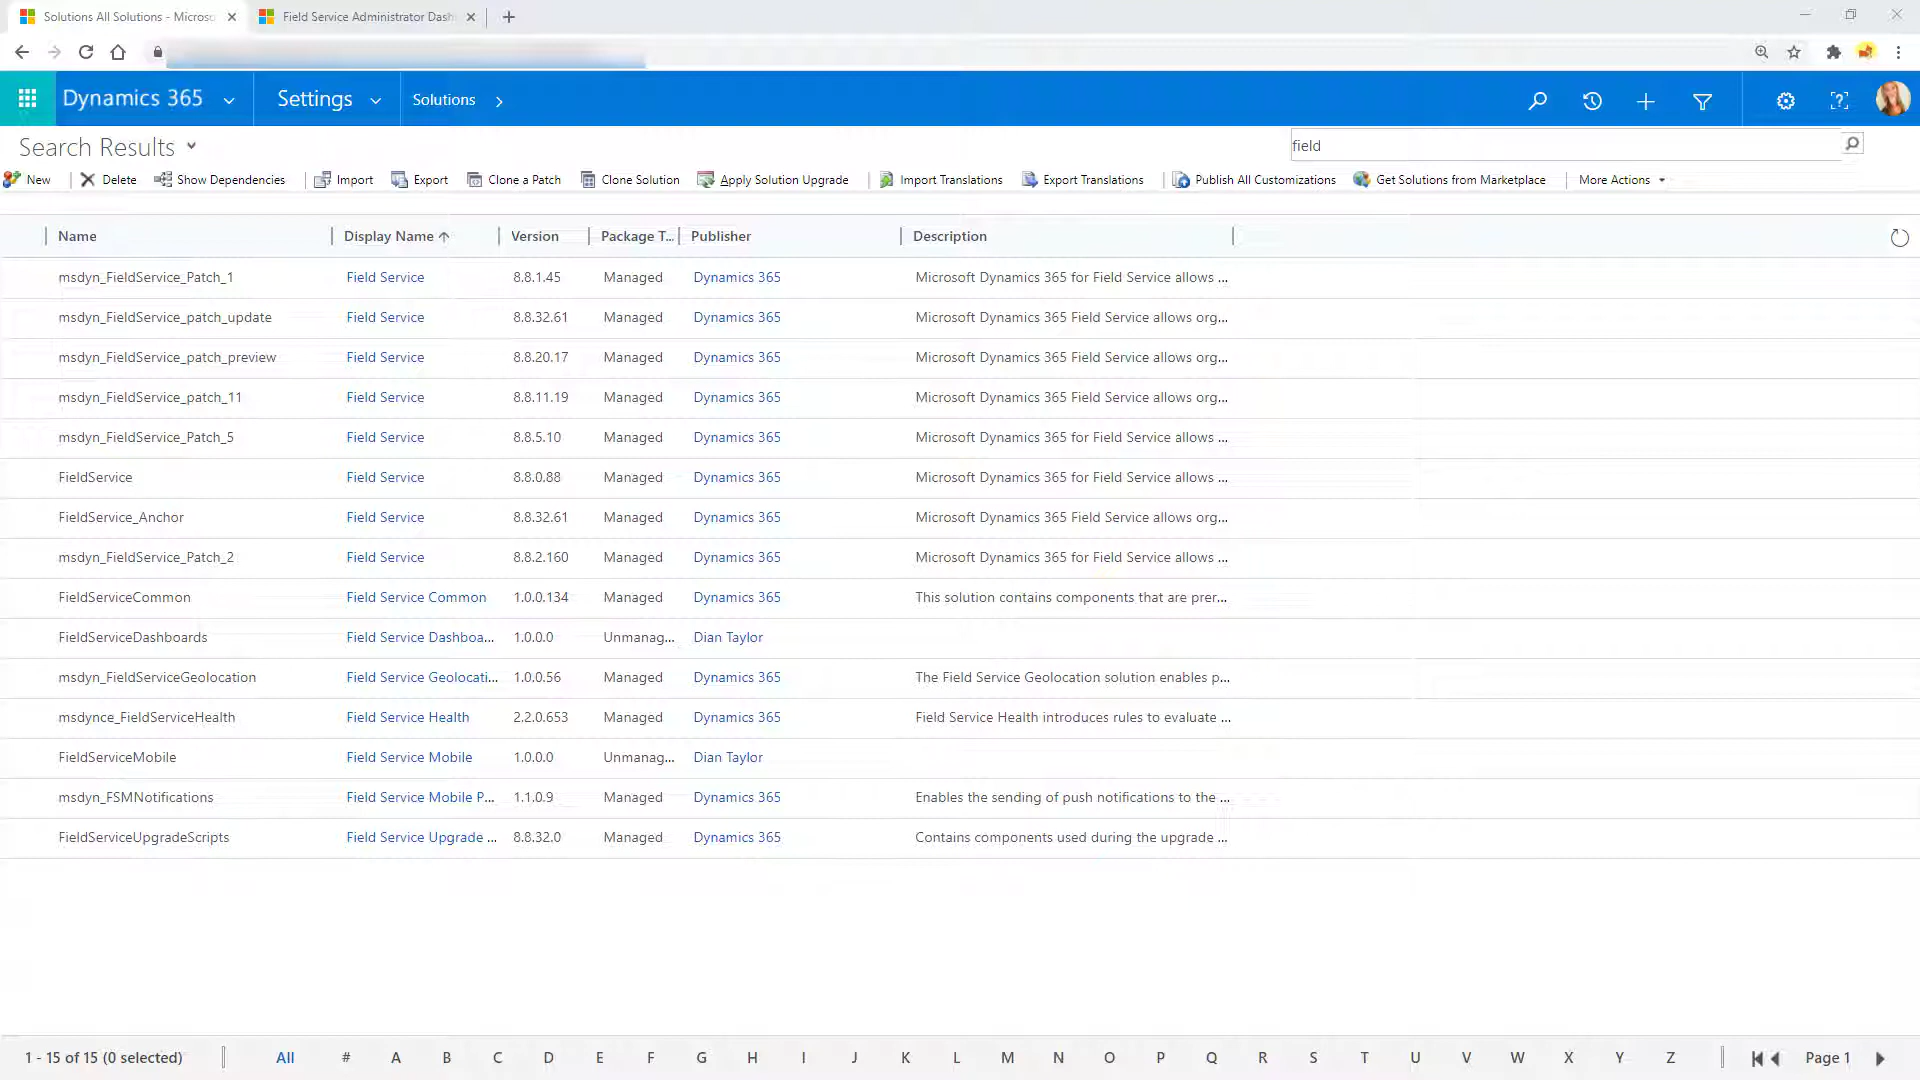 Solutions All Solutions - Micros
Field Service Administrator Dash
Dynamics 365
Settings
Solutions
Search Results
field
New
Delete
Show Dependencies
Import
Export
Clone a Patch
Clone Solution
Apply Solution Upgrade
Import Translations
Export Translations
Publish All Customizations
Get Solutions from Marketplace
More Actions
Name Display Name Version Package T... Publisher Description
msdyn_FieldService_Patch_1 Field Service 8.8.1.45 Managed Dynamics 365 Microsoft Dynamics 365 for Field Service allows ...
msdyn_FieldService_patch_update Field Service 8.8.32.61 Managed Dynamics 365 Microsoft Dynamics 365 Field Service allows org...
msdyn_FieldService_patch_preview Field Service 8.8.20.17 Managed Dynamics 365 Microsoft Dynamics 365 Field Service allows org...
msdyn_FieldService_patch_11 Field Service 8.8.11.19 Managed Dynamics 365 Microsoft Dynamics 365 Field Service allows org...
msdyn_FieldService_Patch_5 Field Service 8.8.5.10 Managed Dynamics 365 Microsoft Dynamics 365 for Field Service allows ...
FieldService Field Service 8.8.0.88 Managed Dynamics 365 Microsoft Dynamics 365 for Field Service allows ...
FieldService_Anchor Field Service 8.8.32.61 Managed Dynamics 365 Microsoft Dynamics 365 Field Service allows org...
msdyn_FieldService_Patch_2 Field Service 8.8.2.160 Managed Dynamics 365 Microsoft Dynamics 365 for Field Service allows ...
FieldServiceCommon Field Service Common 1.0.0.134 Managed Dynamics 365 This solution contains components that are prer...
FieldServiceDashboards Field Service Dashboa... 1.0.0.0 Unmanag... Dian Taylor
msdyn_FieldServiceGeolocation Field Service Geolocati... 1.0.0.56 Managed Dynamics 365 The Field Service Geolocation solution enables p...
msdynce_FieldServiceHealth Field Service Health 2.2.0.653 Managed Dynamics 365 Field Service Health introduces rules to evaluate ...
FieldServiceMobile Field Service Mobile 1.0.0.0 Unmanag... Dian Taylor
msdyn_FSMNotifications Field Service Mobile P... 1.1.0.9 Managed Dynamics 365 Enables the sending of push notifications to the ...
FieldServiceUpgradeScripts Field Service Upgrade ... 8.8.32.0 Managed Dynamics 365 Contains components used during the upgrade ...
1 - 15 of 15 (0 selected) All # A B C D E F G H I J K L M N O P Q R S T U V W X Y Z Page 1